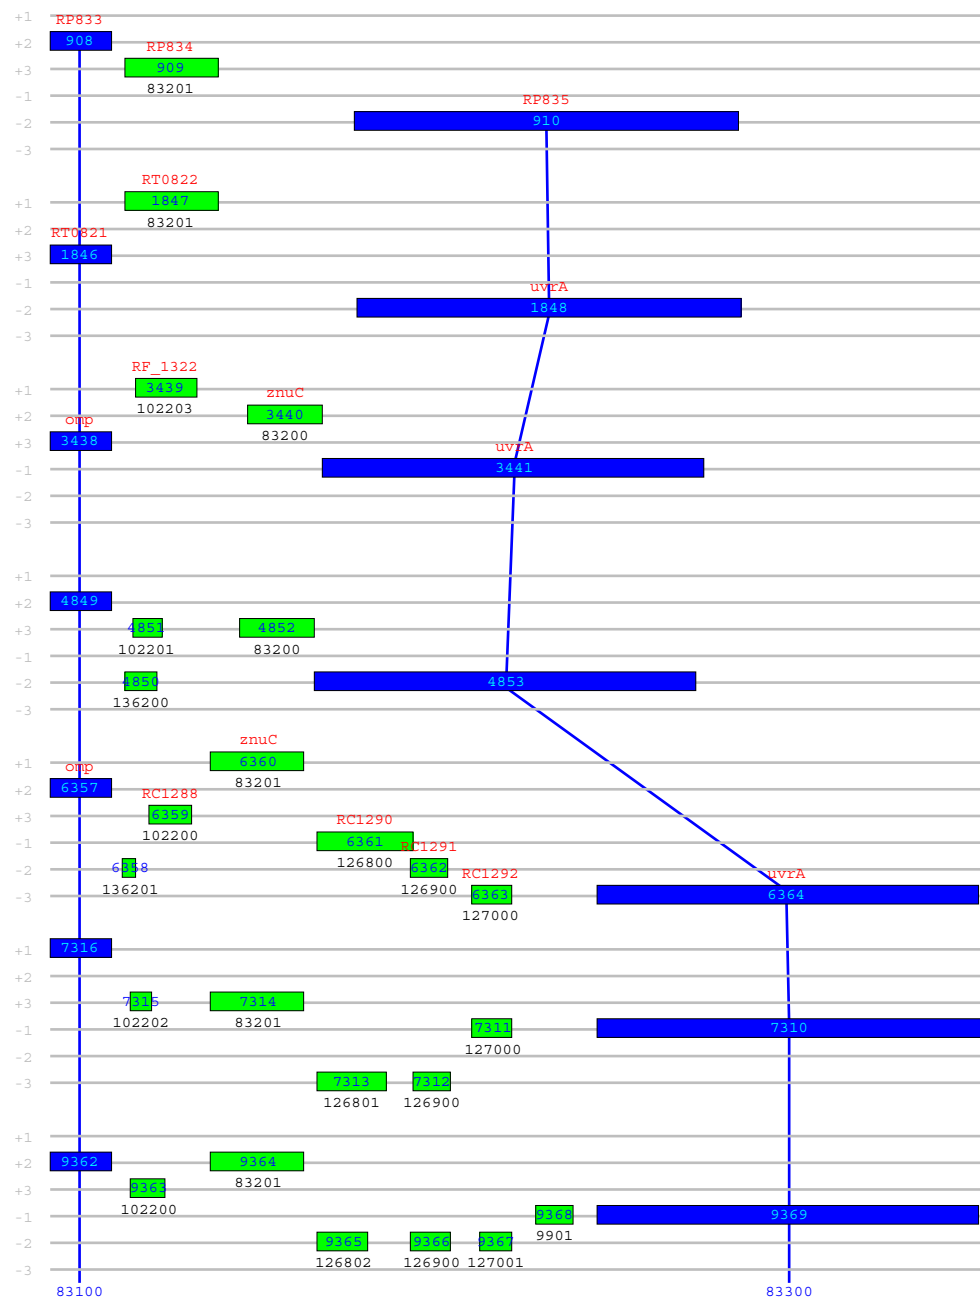 +1
RP833
+2 908
RP834
+3 909
83201
-1
RP835
-2 910
-3
RT0822
+1 1847
83201
+2
RT0821
+3 1846
-1
uvrA
-2 1848
-3
RF_1322
+1 3439
102203
znuC
+2 3440
83200
omp
+3 3438
uvrA
-1 3441
-2
-3
+1
+2 4849
+3 4851 4852
102201 83200
-1
-2 4850 4853
136200
-3
znuC
+1 6360
83201
omp
+2 6357
RC1288
+3 6359
102200
RC1290
-1 6361
126800
RC1291
-2 6358 6362
136201 126900
RC1292 uvrA
-3 6363 6364
127000
+1 7316
+2
+3 7315 7314
102202 83201
-1 7311 7310
127000
-2
-3 7313 7312
126801 126900
+1
+2 9362 9364
83201
+3 9363
102200
-1 9368 9369
9901
-2 9365 9366 9367
126802 126900 127001
-3
83100 83300